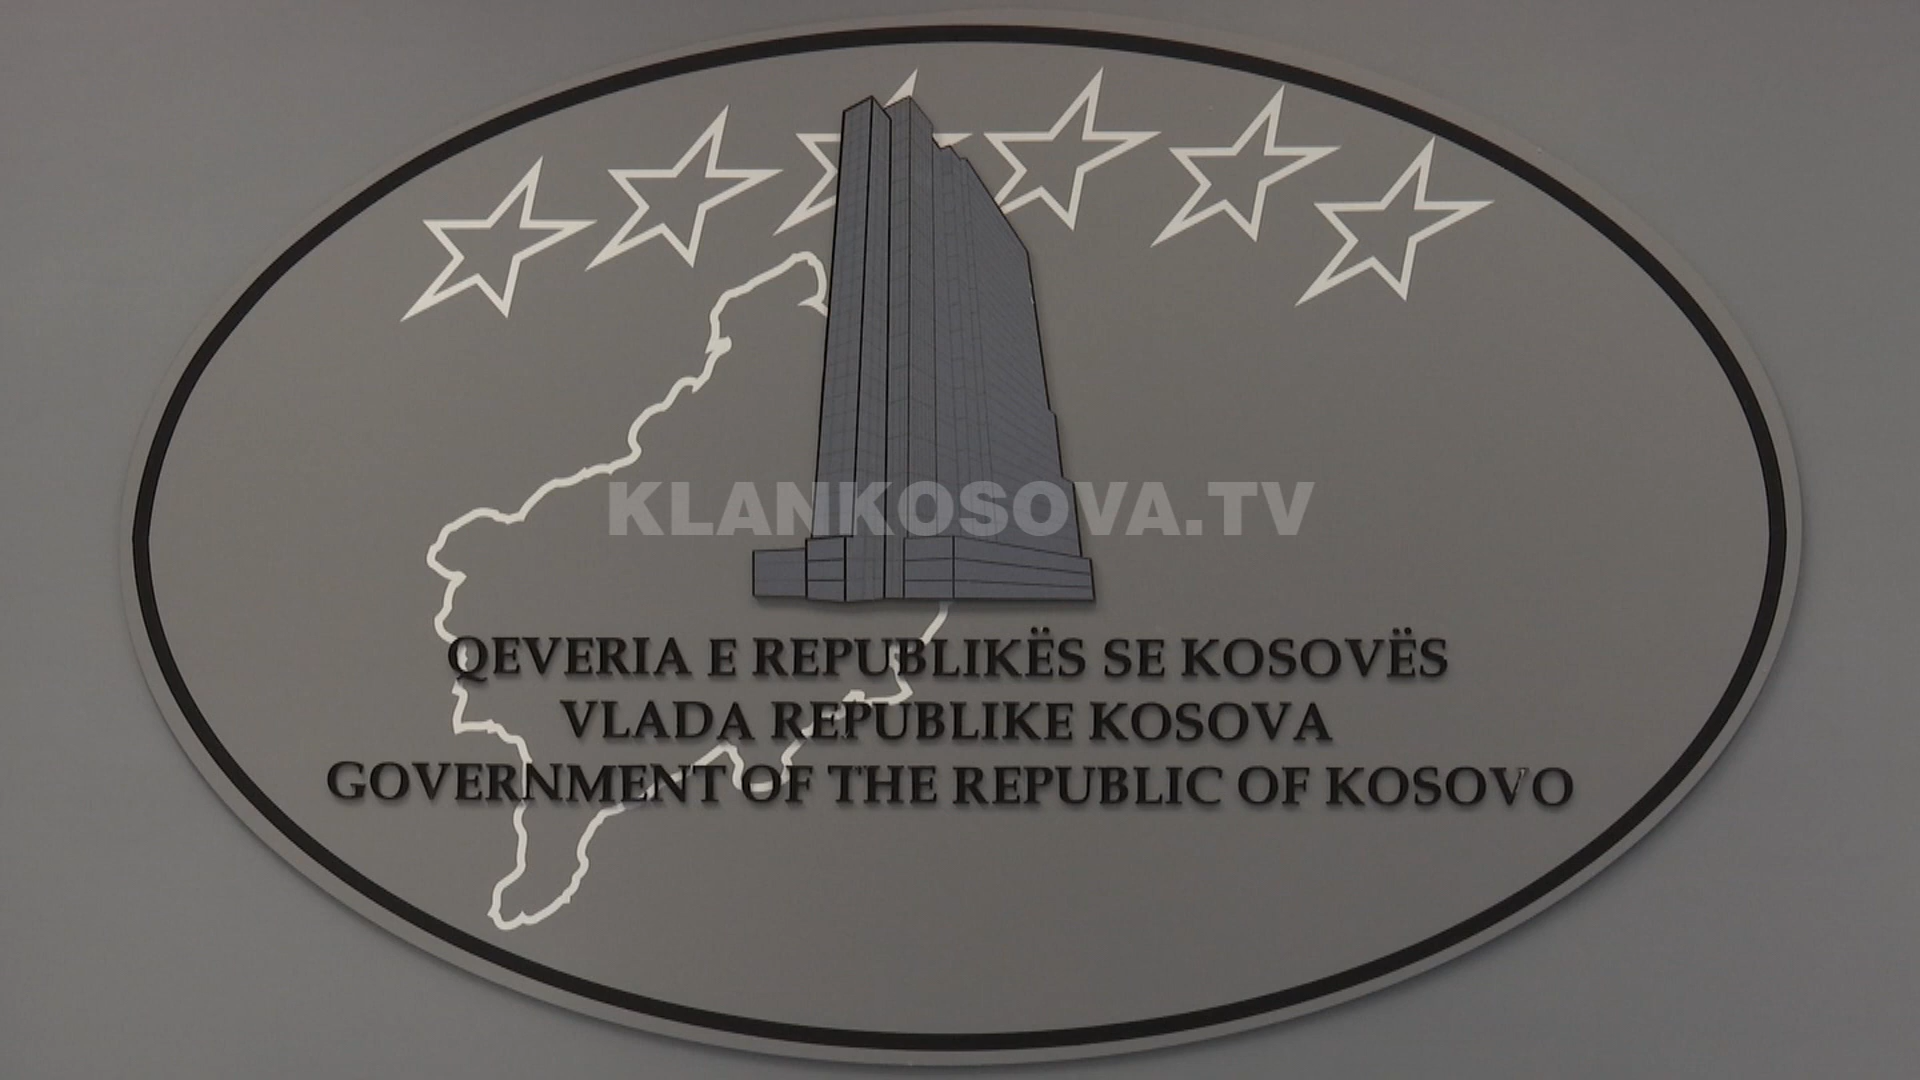 KLANKOSOVA.TV
QEVERIA E REPUBLIKËS SE KOSOVËS
VLADA REPUBLIKE KOSOVA
GOVERNMENT OF THE REPUBLIC OF KOSOVO